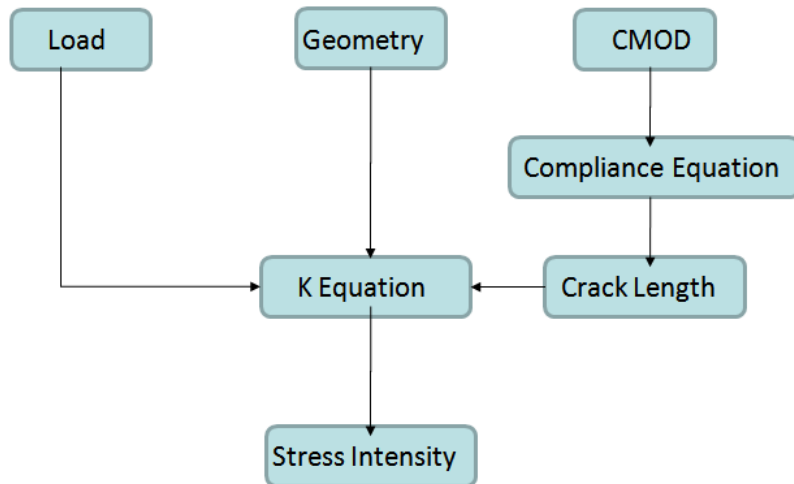 Load
Geometry
CMOD
Compliance Equation
K Equation
Crack Length
Stress Intensity